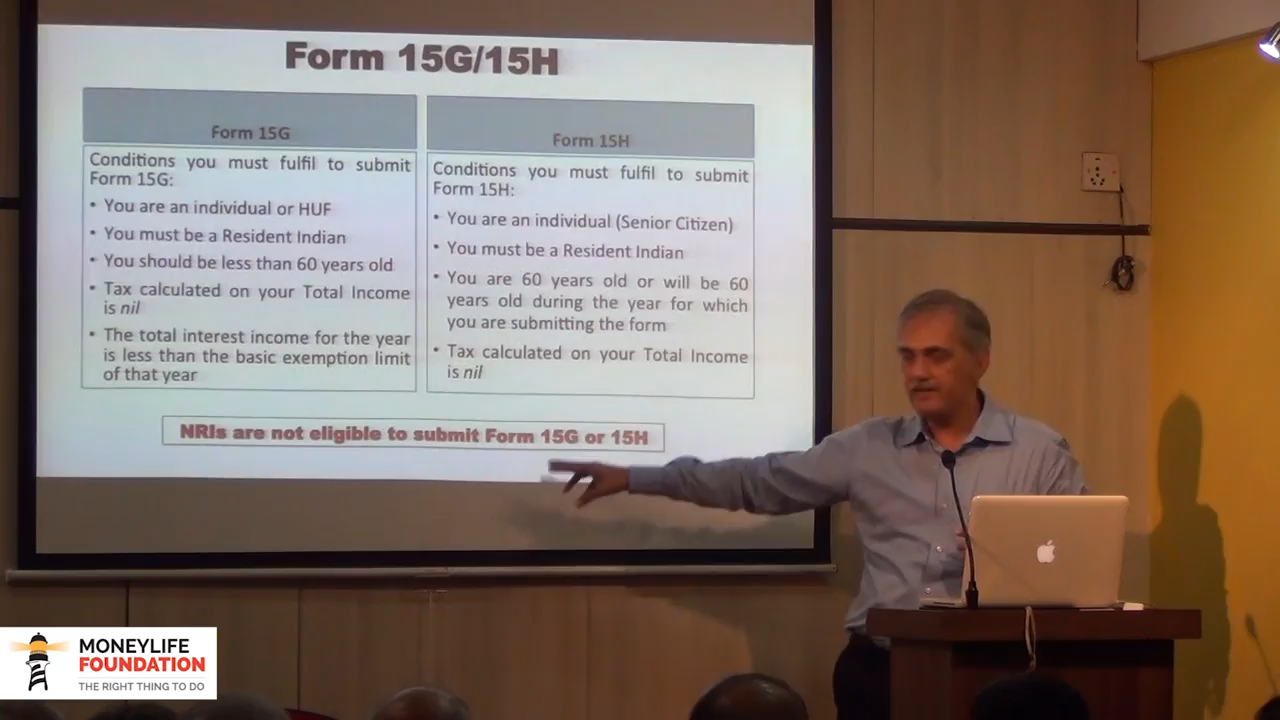 Form 15G/15H
Form 15G
Conditions you must fulfil to submit
Form 15G:
• You are an individual or HUF
• You must be a Resident Indian
• You should be less than 60 years old
• Tax calculated on your Total Income
is nil
• The total interest income for the year
is less than the basic exemption limit
of that year
Form 15H
Conditions you must fulfil to submit
Form 15H:
• You are an individual (Senior Citizen)
• You must be a Resident Indian
• You are 60 years old or will be 60
years old during the year for which
you are submitting the form
• Tax calculated on your Total Income
is nil
NRIs are not eligible to submit Form 15G or 15H
MONEYLIFE
FOUNDATION
THE RIGHT THING TO DO